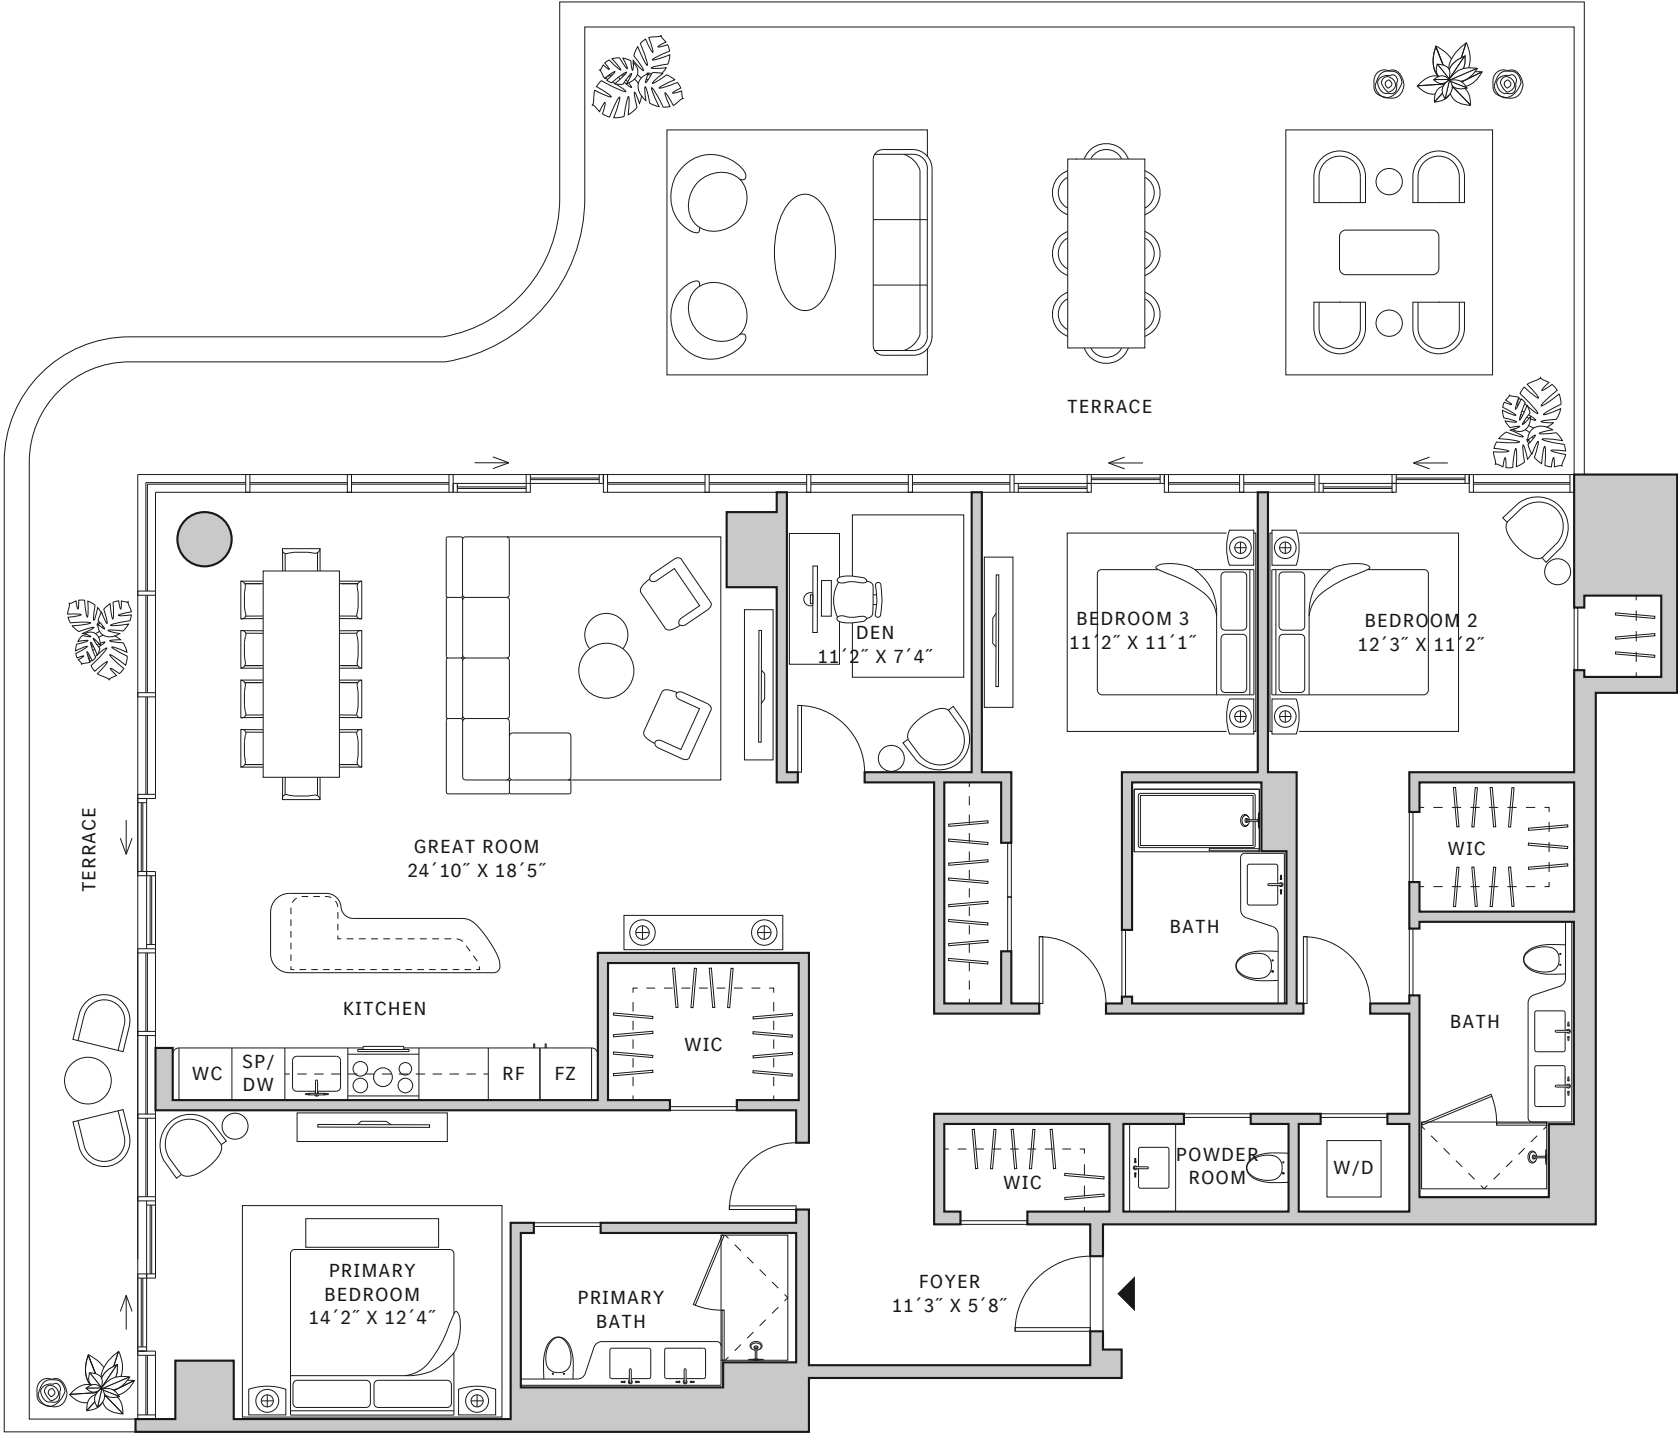 TERRACE
DEN
11´2˝ X 7´4˝
BEDROOM 3
11´2˝ X 11´1˝
BEDROOM 2
12´3˝ X 11´2˝
TERRACE
GREAT ROOM
24´10˝ X 18´5˝
WIC
BATH
KITCHEN
BATH
WIC
WC
SP/
DW
RF
FZ
WIC
POWDER
ROOM
W/D
PRIMARY
BEDROOM
14´2˝ X 12´4˝
PRIMARY
BATH
FOYER
11´3˝ X 5´8˝